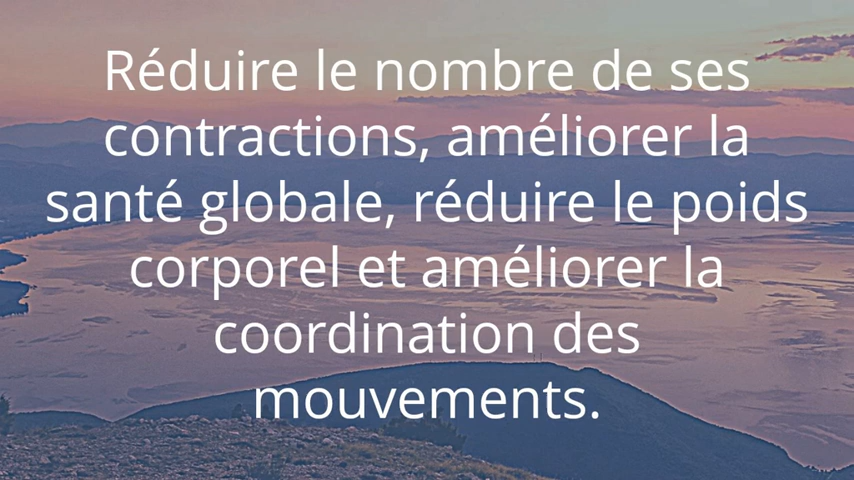 Réduire le nombre de ses
contractions, améliorer la
santé globale, réduire le poids
corporel et améliorer la
coordination des
mouvements.